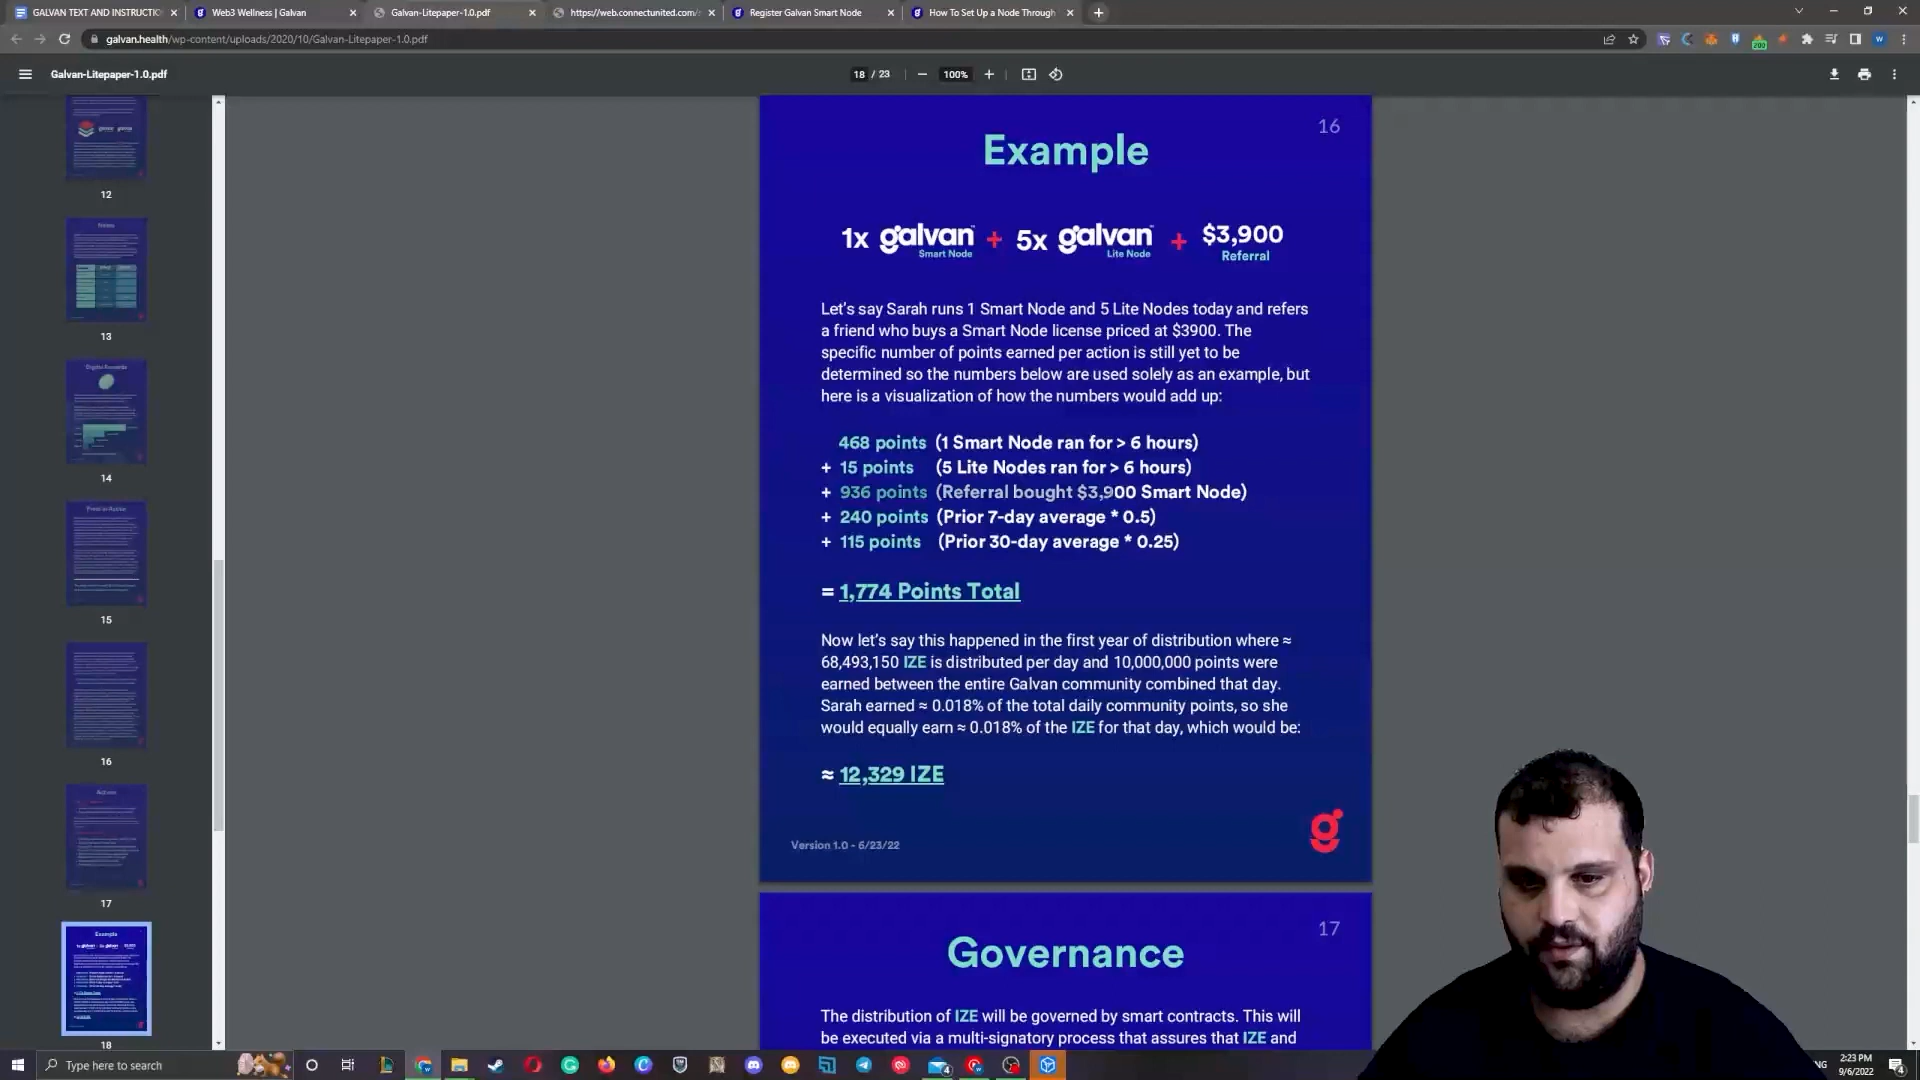 GALVAN TEXT AND INSTRUCTI
Web3 Wellness | Galvan
Galvan-Litepaper-1.0.pdf
https://web.connectunited.com/
Register Galvan Smart Node
How To Set Up a Node Through
galvan.health/wp-content/uploads/2020/10/Galvan-Litepaper-1.0.pdf
Galvan-Litepaper-1.0.pdf
18 / 23
100%
12
13
14
15
16
17
18
16
Example
1x galvan Smart Node + 5x galvan Lite Node + $3,900 Referral
Let's say Sarah runs 1 Smart Node and 5 Lite Nodes today and refers
a friend who buys a Smart Node license priced at $3900. The
specific number of points earned per action is still yet to be
determined so the numbers below are used solely as an example, but
here is a visualization of how the numbers would add up:
468 points (1 Smart Node ran for > 6 hours)
+ 15 points (5 Lite Nodes ran for > 6 hours)
+ 936 points (Referral bought $3,900 Smart Node)
+ 240 points (Prior 7-day average * 0.5)
+ 115 points (Prior 30-day average * 0.25)
= 1,774 Points Total
Now let's say this happened in the first year of distribution where ≈
68,493,150 IZE is distributed per day and 10,000,000 points were
earned between the entire Galvan community combined that day.
Sarah earned ≈ 0.018% of the total daily community points, so she
would equally earn ≈ 0.018% of the IZE for that day, which would be:
≈ 12,329 IZE
Version 1.0 - 6/23/22
17
Governance
The distribution of IZE will be governed by smart contracts. This will
be executed via a multi-signatory process that assures that IZE and
Type here to search
2:23 PM
9/6/2022